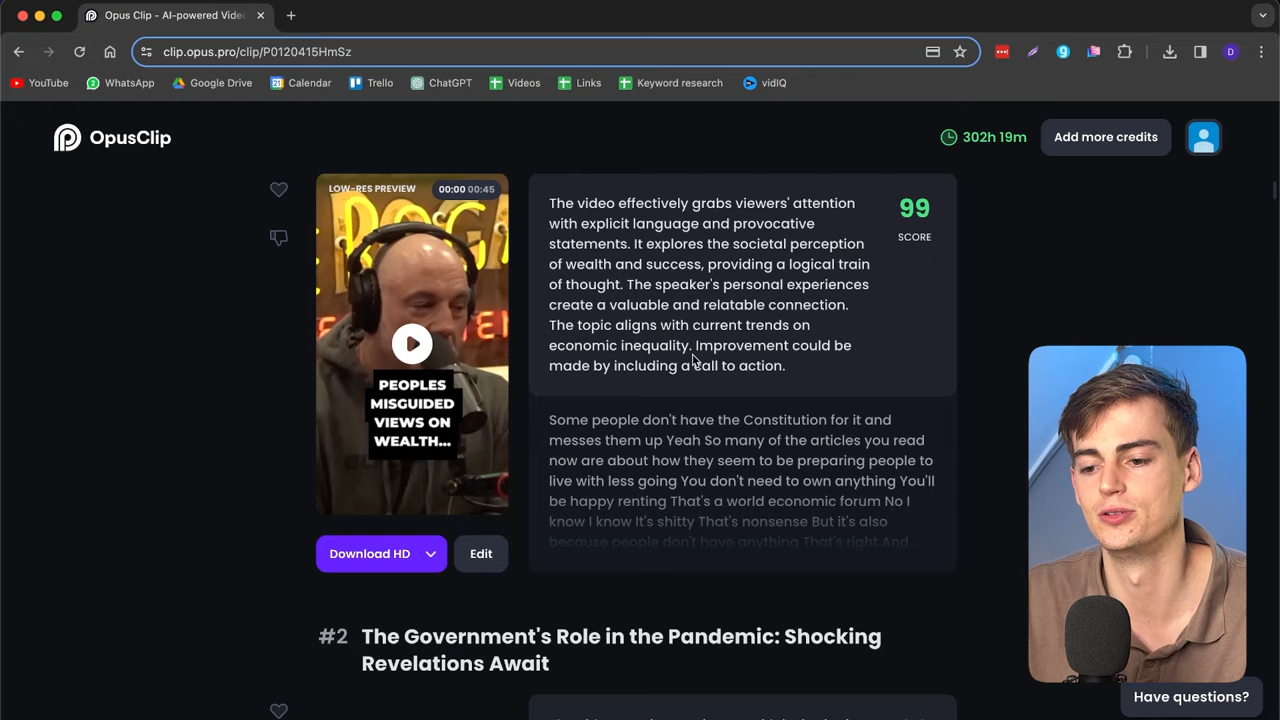 Opus Clip - AI-powered Vide
clip.opus.pro/clip/P0120415HmSz
D
YouTube
WhatsApp
Google Drive
Calendar
Trello
ChatGPT
Videos
Links
Keyword research
vidIQ
OpusClip
302h 19m
Add more credits
LOW-RES PREVIEW
00:00 00:45
PEOPLES
MISGUIDED
VIEWS ON
WEALTH...
The video effectively grabs viewers' attention
with explicit language and provocative
statements. It explores the societal perception
of wealth and success, providing a logical train
of thought. The speaker's personal experiences
create a valuable and relatable connection.
The topic aligns with current trends on
economic inequality. Improvement could be
made by including a call to action.
99
SCORE
Some people don't have the Constitution for it and
messes them up Yeah So many of the articles you read
now are about how they seem to be preparing people to
live with less going You don't need to own anything You'll
be happy renting That's a world economic forum No I
know I know It's shitty That's nonsense But it's also
because people don't have anything That's right And...
Download HD
Edit
#2 The Government's Role in the Pandemic: Shocking
Revelations Await
Have questions?